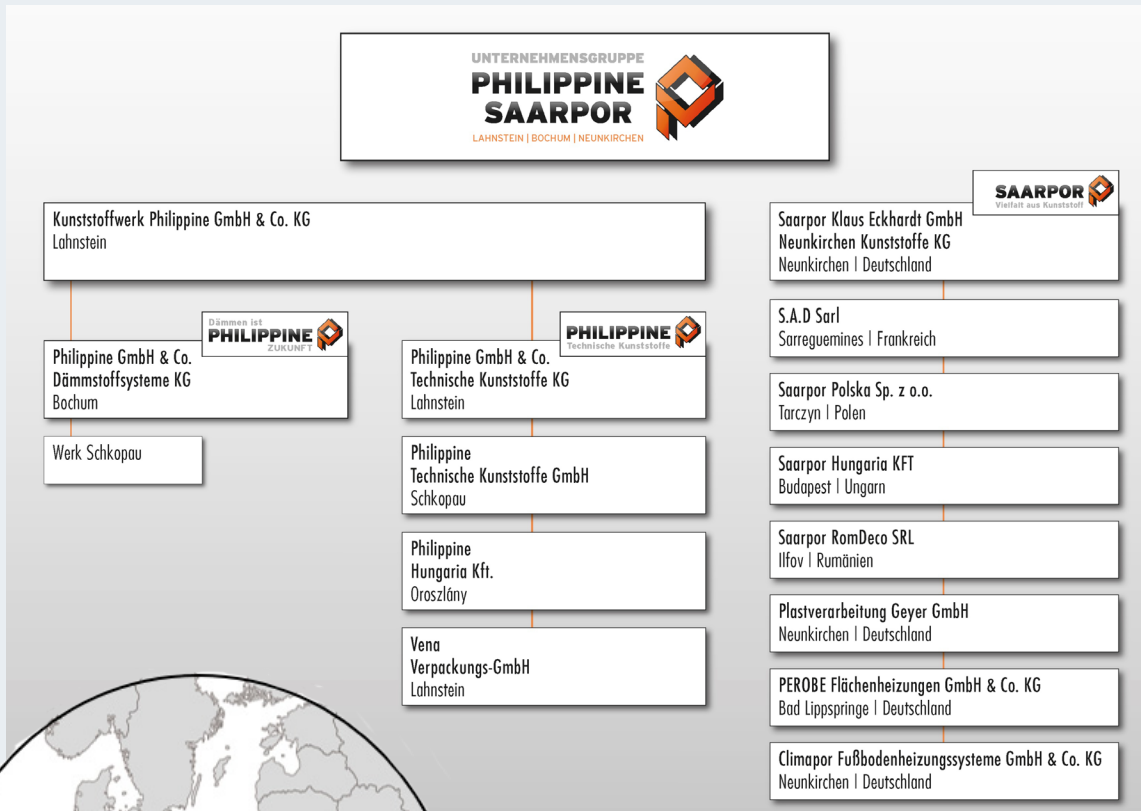 UNTERNEHMENSGRUPPE
PHILIPPINE
SAARPOR
LAHNSTEIN | BOCHUM | NEUNKIRCHEN
Kunststoffwerk Philippine GmbH & Co. KG
Lahnstein
Dämmen ist
PHILIPPINE
ZUKUNFT
Philippine GmbH & Co.
Dämmstoffsysteme KG
Bochum
Werk Schkopau
PHILIPPINE
Technische Kunststoffe
Philippine GmbH & Co.
Technische Kunststoffe KG
Lahnstein
Philippine
Technische Kunststoffe GmbH
Schkopau
Philippine
Hungaria Kft.
Oroszlány
Vena
Verpackungs-GmbH
Lahnstein
SAARPOR
Vielfalt aus Kunststoff
Saarpor Klaus Eckhardt GmbH
Neunkirchen Kunststoffe KG
Neunkirchen | Deutschland
S.A.D Sarl
Sarreguemines | Frankreich
Saarpor Polska Sp. z o.o.
Tarczyn | Polen
Saarpor Hungaria KFT
Budapest | Ungarn
Saarpor RomDeco SRL
Ilfov | Rumänien
Plastverarbeitung Geyer GmbH
Neunkirchen | Deutschland
PEROBE Flächenheizungen GmbH & Co. KG
Bad Lippspringe | Deutschland
Climapor Fußbodenheizungssysteme GmbH & Co. KG
Neunkirchen | Deutschland